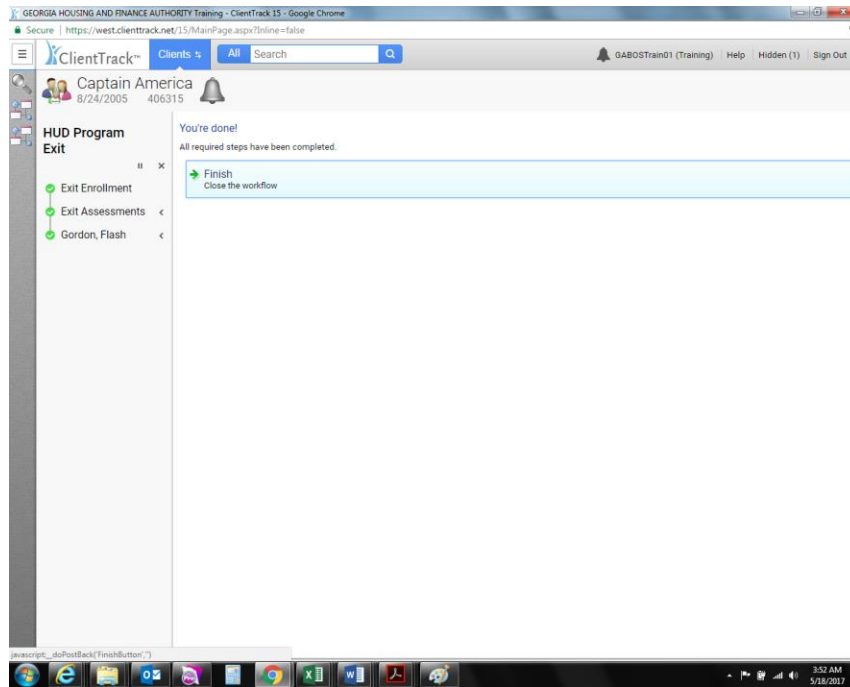 GEORGIA HOUSING AND FINANCE AUTHORITY Training - ClientTrack 15 - Google Chrome
Secure | https://west.clienttrack.net/15/MainPage.aspx?Inline=false
ClientTrack™ Clients All Search GABOSTrain01 (Training) Help Hidden (1) Sign Out
Captain America
8/24/2005 406315
HUD Program
Exit
Exit Enrollment
Exit Assessments
Gordon, Flash
You're done!
All required steps have been completed.
Finish
Close the workflow
javascript:__doPostBack('FinishButton','')
3:52 AM
5/18/2017